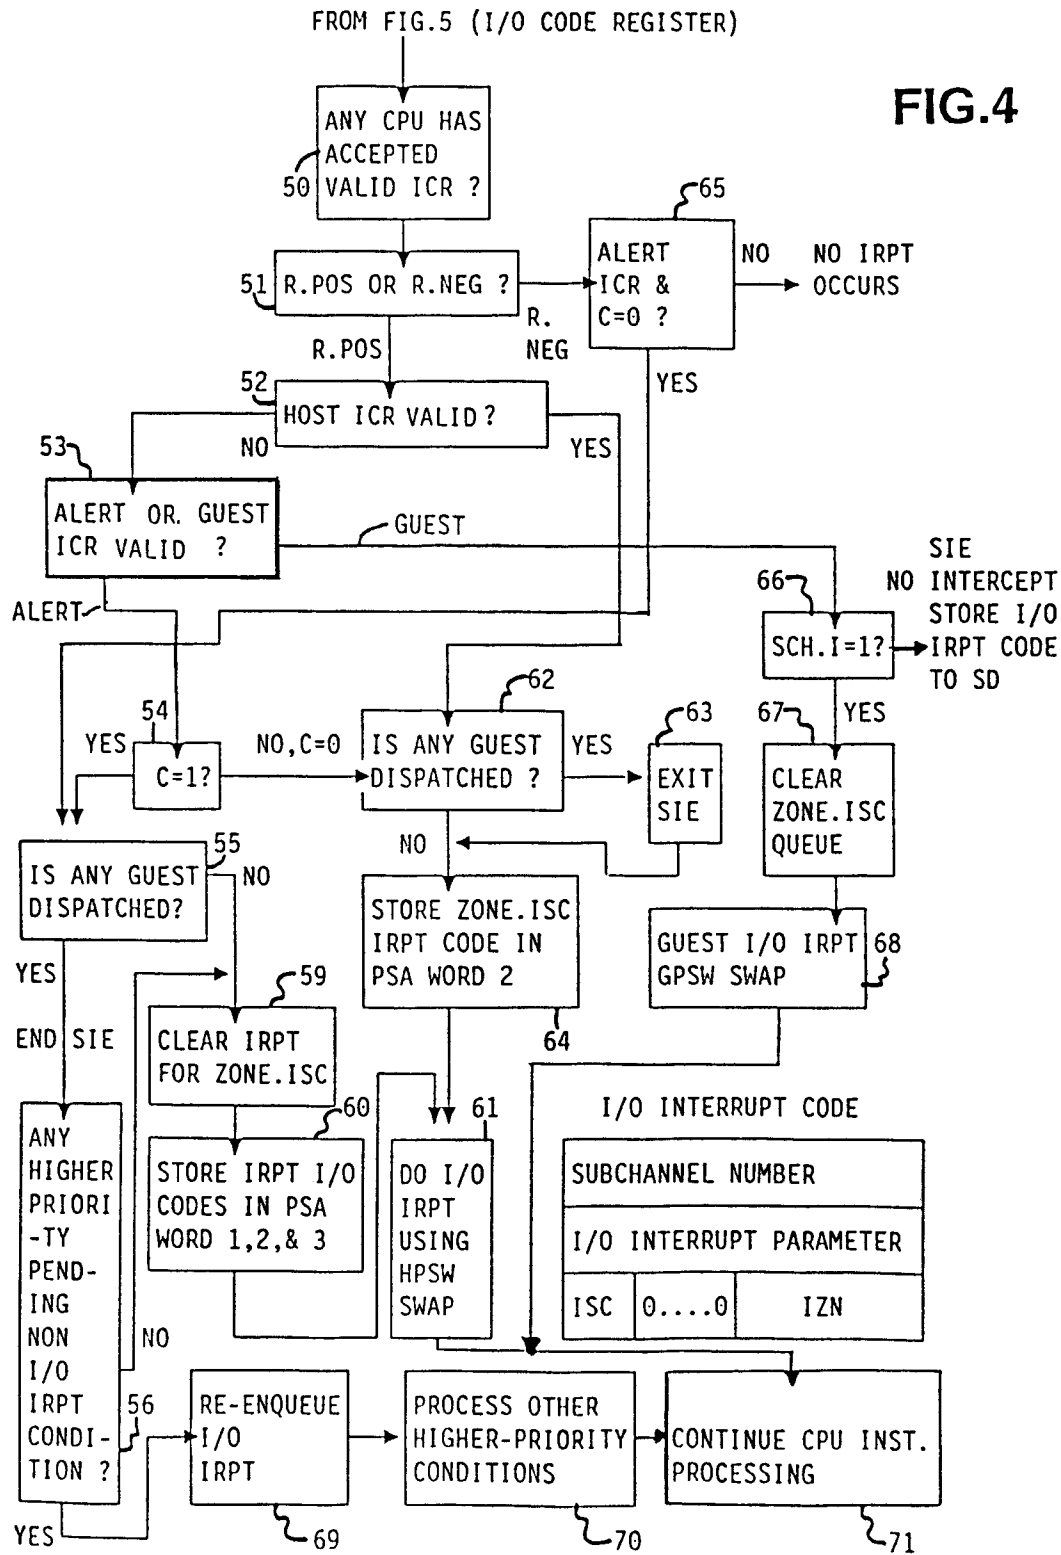 FROM FIG.5 (I/O CODE REGISTER)
FIG.4
ANY CPU HAS
ACCEPTED
VALID ICR ?
50
65
ALERT
ICR &
C=0 ?
NO
NO IRPT
OCCURS
51
R.POS OR R.NEG ?
R.
NEG
R.POS
YES
52
HOST ICR VALID?
NO
YES
53
ALERT OR. GUEST
ICR VALID ?
GUEST
ALERT
SIE
NO INTERCEPT
STORE I/O
IRPT CODE
TO SD
66
SCH.I=1?
YES
54
YES
C=1?
NO,C=0
62
IS ANY GUEST
DISPATCHED ?
YES
63
EXIT
SIE
67
CLEAR
ZONE.ISC
QUEUE
NO
55
IS ANY GUEST
DISPATCHED?
NO
YES
END SIE
STORE ZONE.ISC
IRPT CODE IN
PSA WORD 2
64
GUEST I/O IRPT
GPSW SWAP
68
59
CLEAR IRPT
FOR ZONE.ISC
60
STORE IRPT I/O
CODES IN PSA
WORD 1,2,& 3
61
DO I/O
IRPT
USING
HPSW
SWAP
I/O INTERRUPT CODE
SUBCHANNEL NUMBER
I/O INTERRUPT PARAMETER
ISC
0....0
IZN
ANY
HIGHER
PRIORI
-TY
PEND-
ING
NON
I/O
IRPT
CONDI-
TION ?
NO
56
YES
RE-ENQUEUE
I/O
IRPT
69
PROCESS OTHER
HIGHER-PRIORITY
CONDITIONS
70
CONTINUE CPU INST.
PROCESSING
71